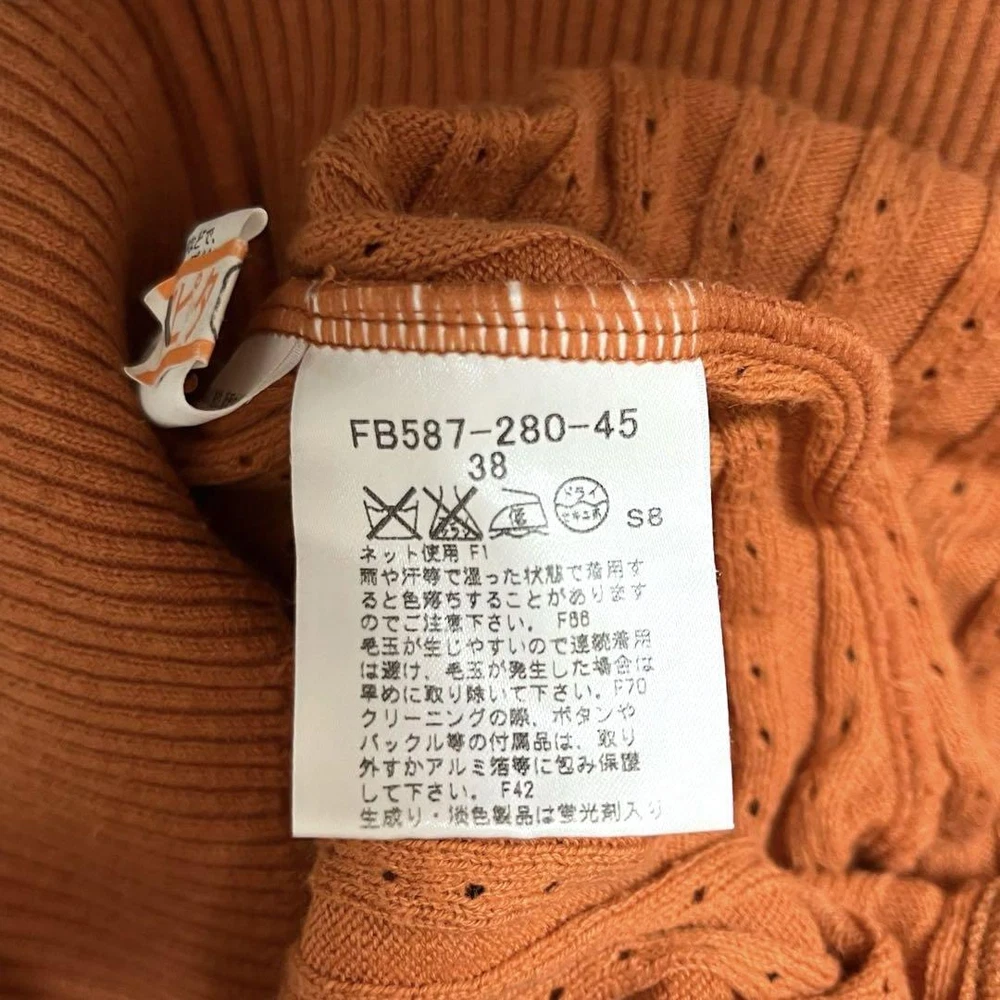 FB587-280-45
38
低 ドライ S8
ネット使用 F1
雨や汗等で湿った状態で着用す
ると色落ちすることがあります
のでご注意下さい。 F66
毛玉が生じやすいので連続着用
は避け、毛玉が発生した場合は
早めに取り除いて下さい。F70
クリーニングの際、ボタンや
バックル等の付属品は、取り
外すかアルミ箔等に包み保護
して下さい。 F42
生成り・淡色製品は蛍光剤入り
ピタ